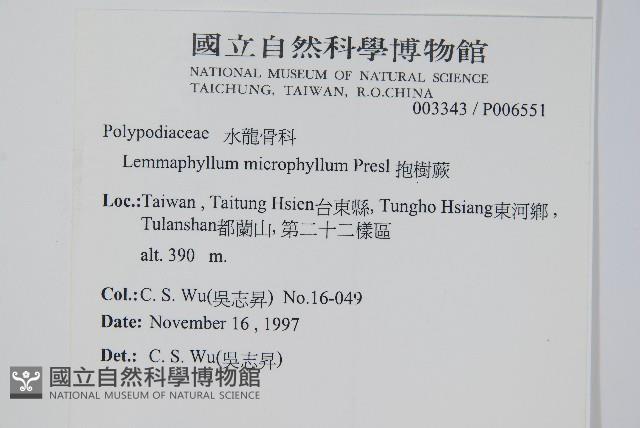 國立自然科學博物館
NATIONAL MUSEUM OF NATURAL SCIENCE
TAICHUNG, TAIWAN, R.O.CHINA
003343 / P006551
Polypodiaceae 水龍骨科
Lemmaphyllum microphyllum Presl 抱樹蕨
Loc.:Taiwan , Taitung Hsien台東縣, Tungho Hsiang東河鄉 ,
Tulanshan都蘭山, 第二十二樣區
alt. 390 m.
Col.:C. S. Wu(吳志昇) No.16-049
Date: November 16 , 1997
Det.: C. S. Wu(吳志昇)
國立自然科學博物館
NATIONAL MUSEUM OF NATURAL SCIENCE